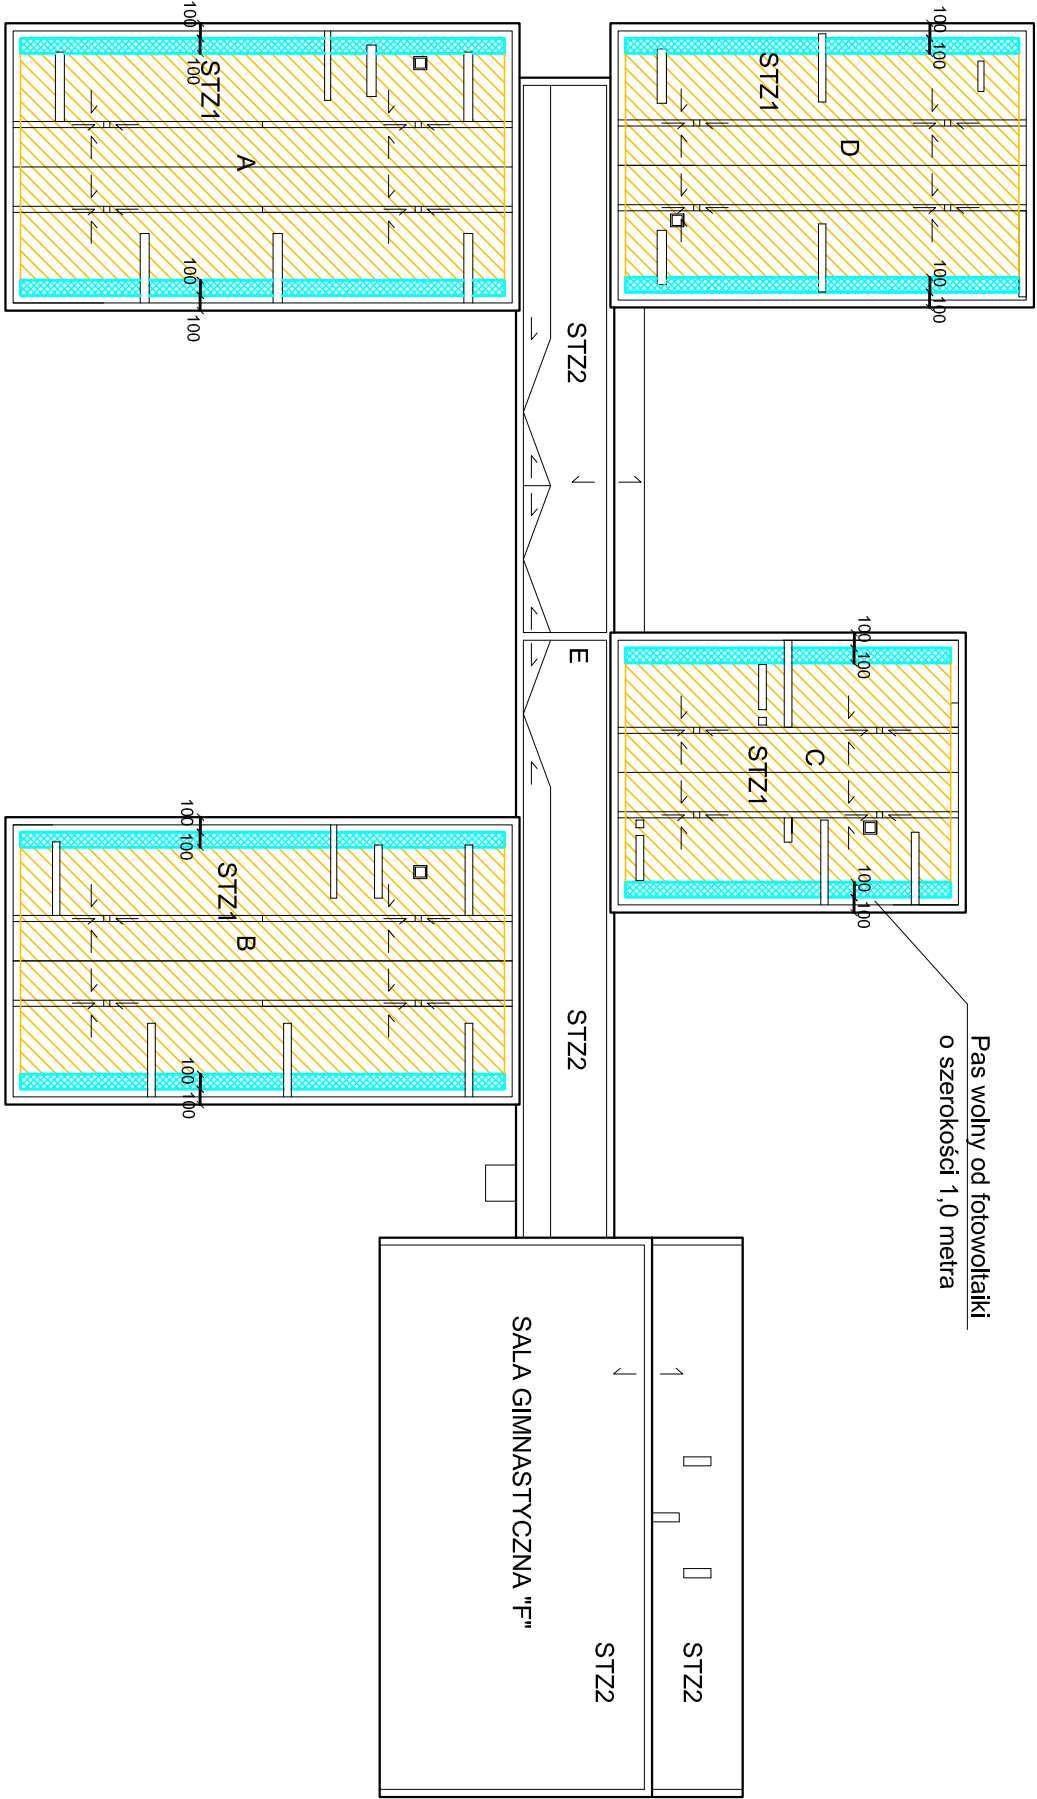 Pas wolny od fotowoltaiki
o szerokości 1,0 metra
100 100
100 100
D
STZ1
100 100
100 100
C
STZ1
STZ2
E
STZ2
STZ2
STZ2
SALA GIMNASTYCZNA "F"
A
STZ1
100
100
100
100
B
STZ1
100 100
100 100